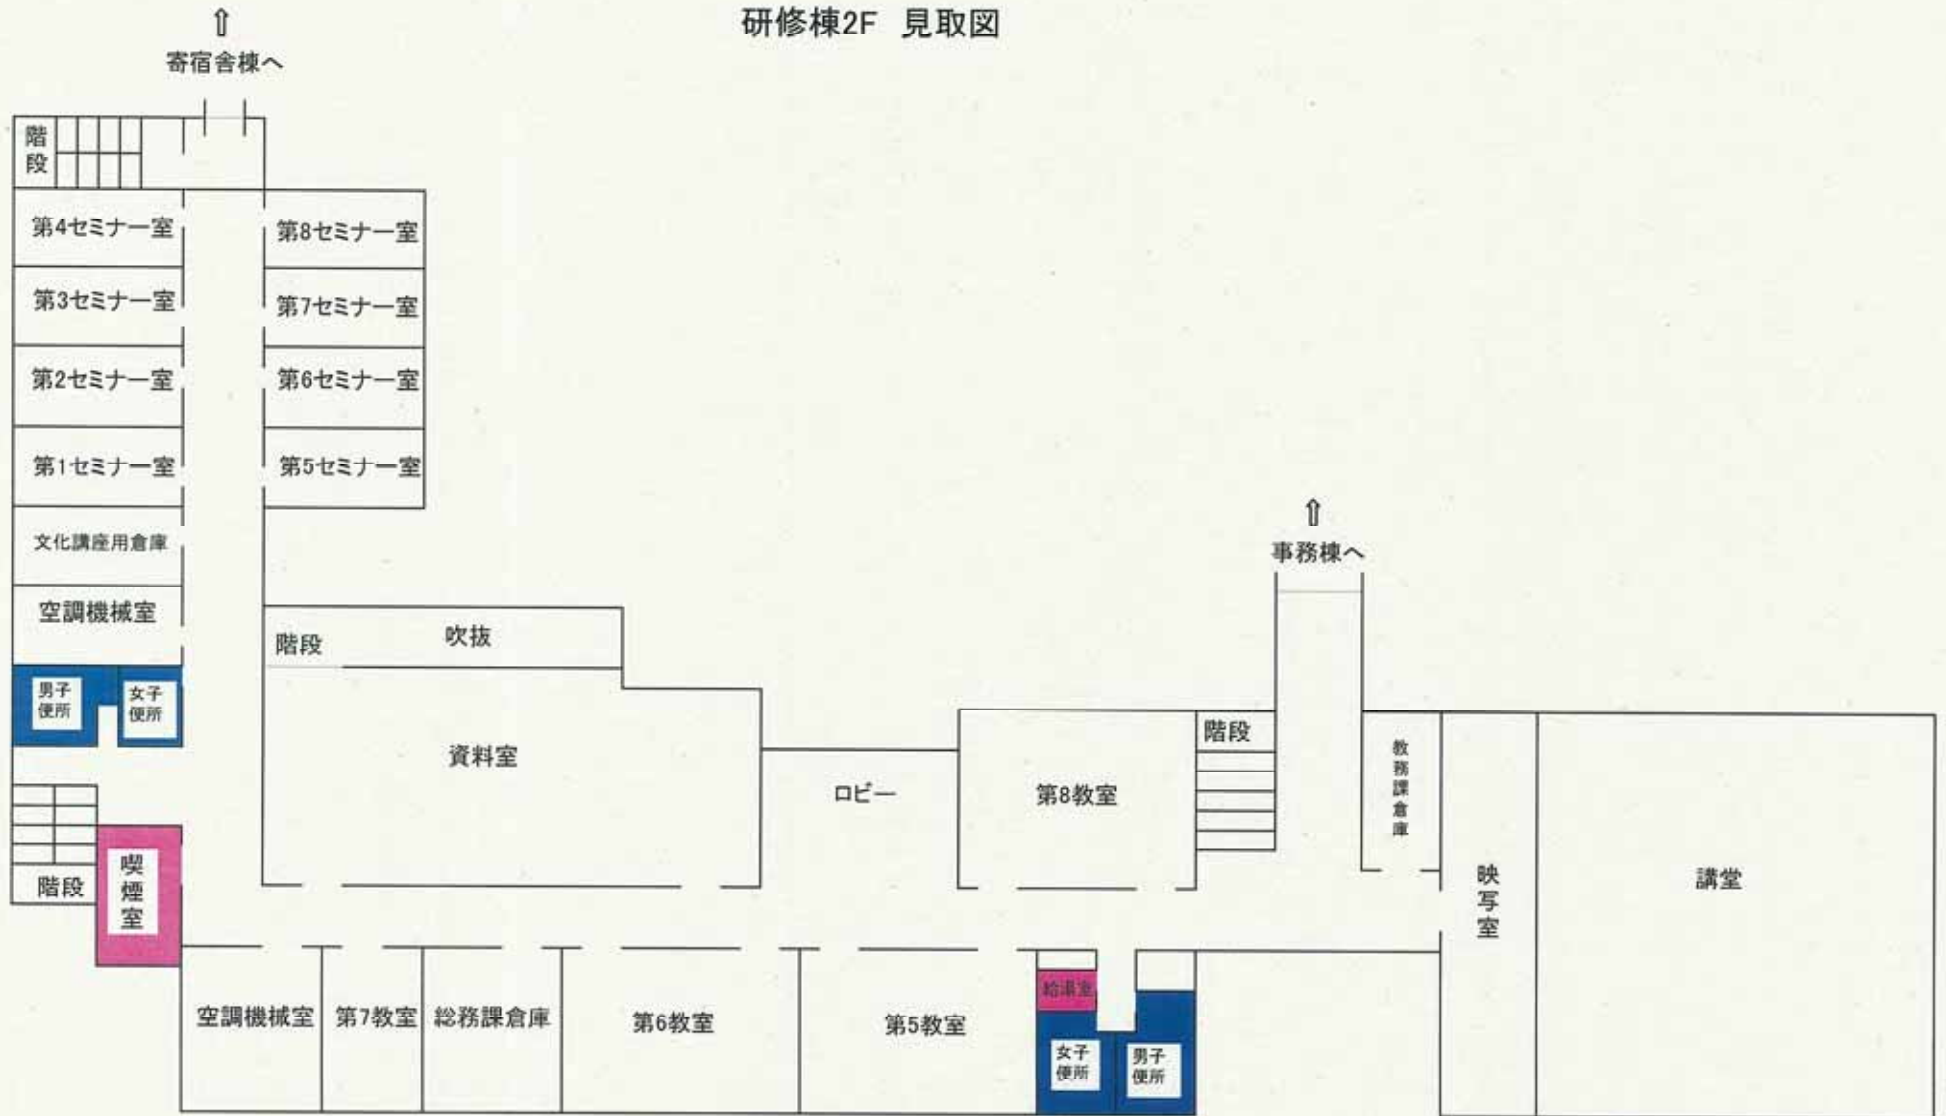 研修棟2F 見取図
⇧
寄宿舎棟へ
階段
第4セミナー室
第8セミナー室
第3セミナー室
第7セミナー室
第2セミナー室
第6セミナー室
第1セミナー室
第5セミナー室
文化講座用倉庫
空調機械室
男子
便所
女子
便所
階段
吹抜
資料室
ロビー
第8教室
階段
⇧
事務棟へ
教務課倉庫
映写室
講堂
階段
喫煙室
空調機械室
第7教室
総務課倉庫
第6教室
第5教室
給湯室
女子
便所
男子
便所